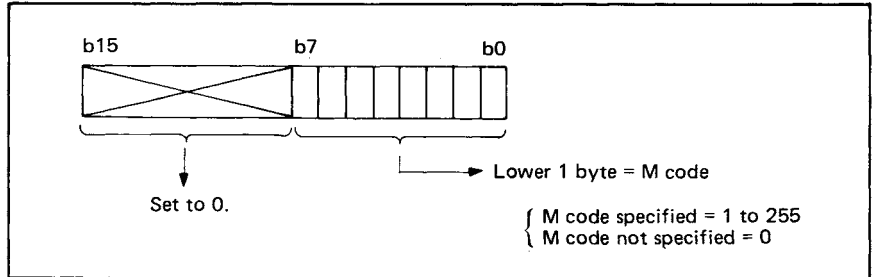 b15 b7 b0
Lower 1 byte = M code
Set to 0.
M code specified = 1 to 255
M code not specified = 0